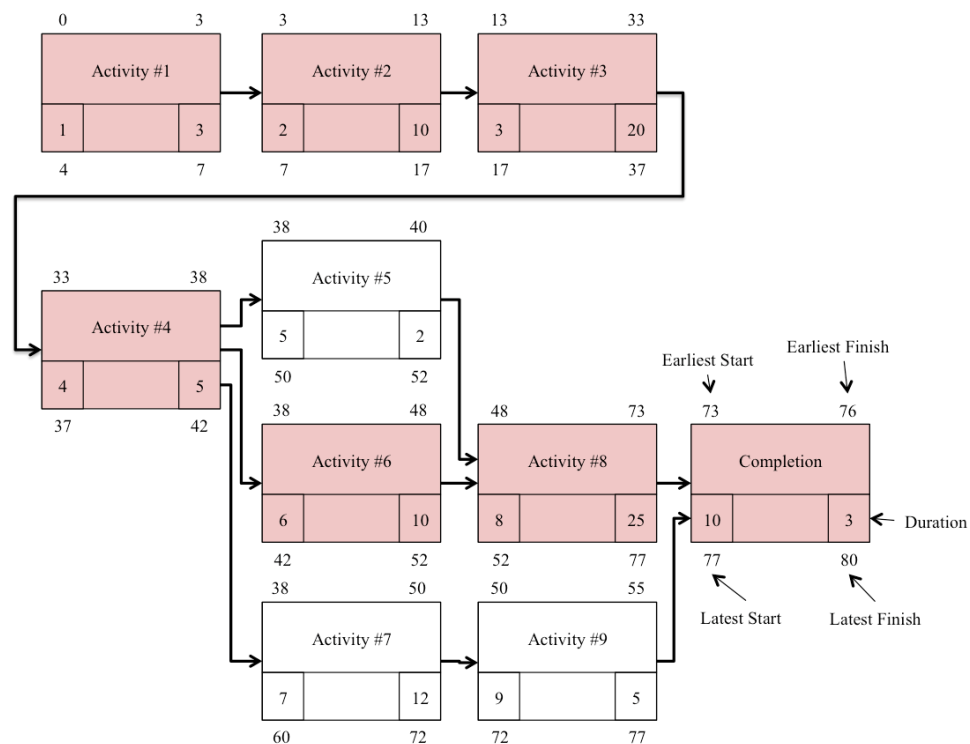 0 3 3 13 13 33
Activity #1 Activity #2 Activity #3
1 3 2 10 3 20
4 7 7 17 17 37
38 40
33 38 Activity #5
Activity #4 5 2
4 5 50 52
37 42
38 48 48 73 73 76
Earliest Start Earliest Finish
Activity #6 Activity #8 Completion
6 10 8 25 10 3 Duration
42 52 52 77 77 80
38 50 50 55
Latest Start Latest Finish
Activity #7 Activity #9
7 12 9 5
60 72 72 77